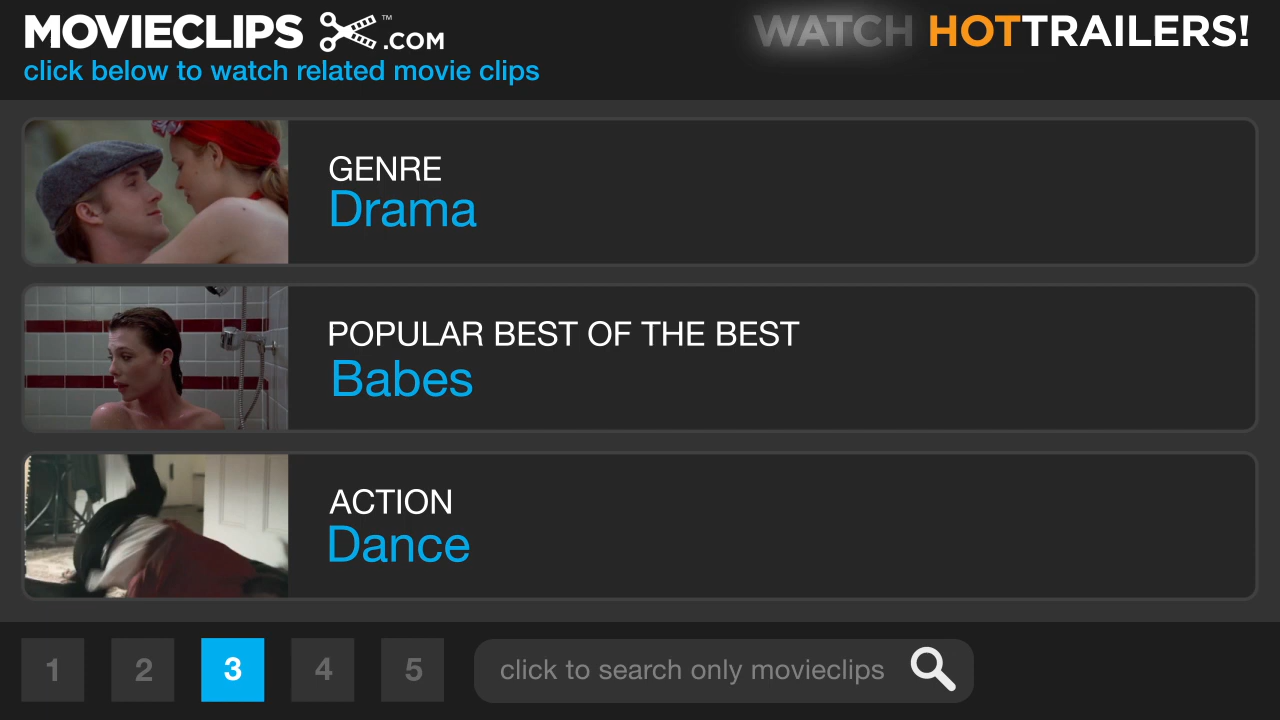 MOVIECLIPS ™ .COM
WATCH HOTTRAILERS!
click below to watch related movie clips
GENRE
Drama
POPULAR BEST OF THE BEST
Babes
ACTION
Dance
1 2 3 4 5 click to search only movieclips